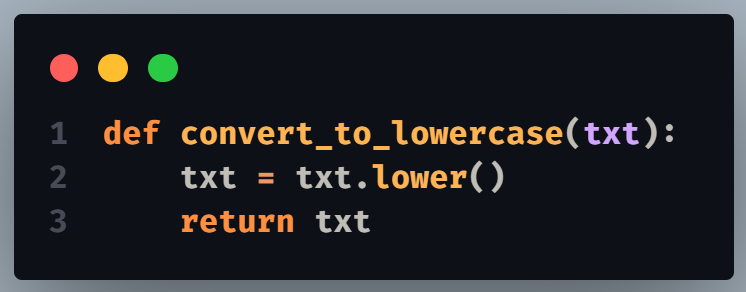 1 def convert_to_lowercase(txt):
2     txt = txt.lower()
3     return txt